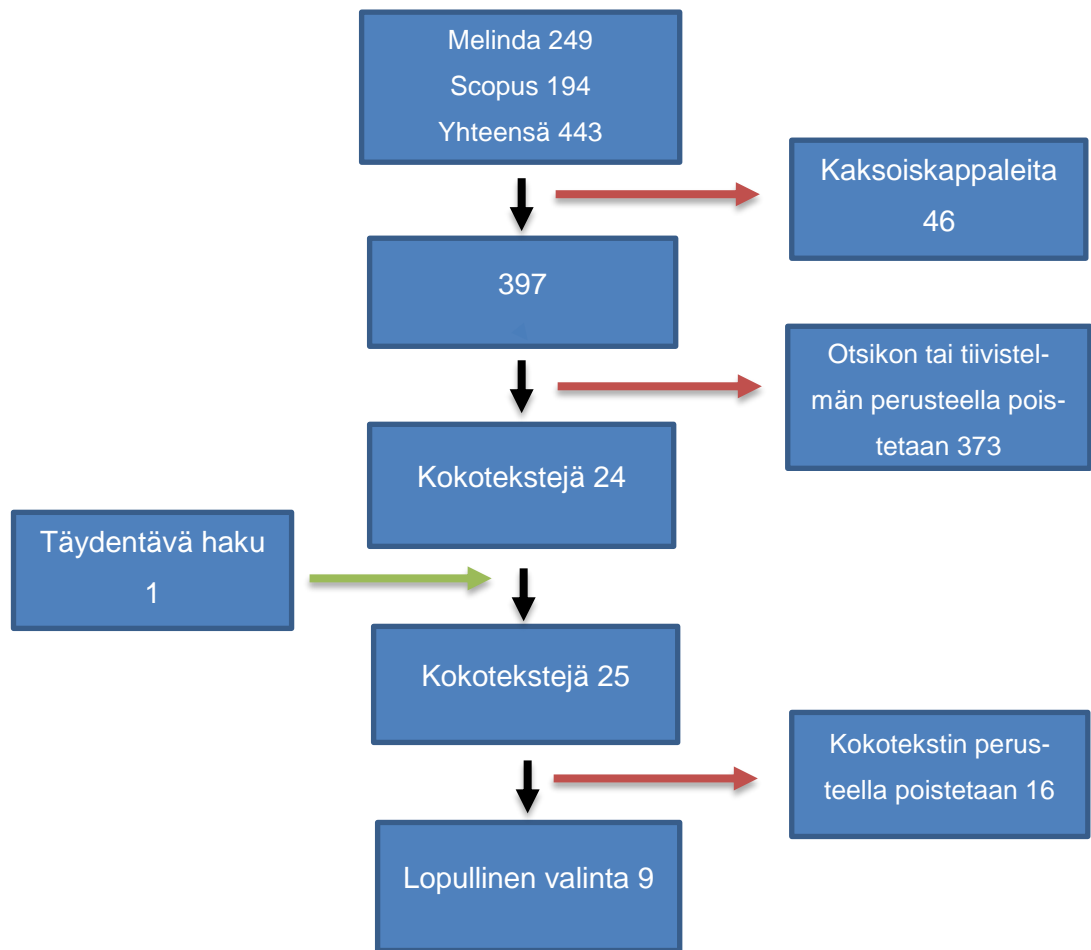 Melinda 249
Scopus 194
Yhteensä 443
Kaksoiskappaleita
46
397
Otsikon tai tiivistel-
män perusteella pois-
tetaan 373
Kokotekstejä 24
Täydentävä haku
1
Kokotekstejä 25
Kokotekstin perus-
teella poistetaan 16
Lopullinen valinta 9